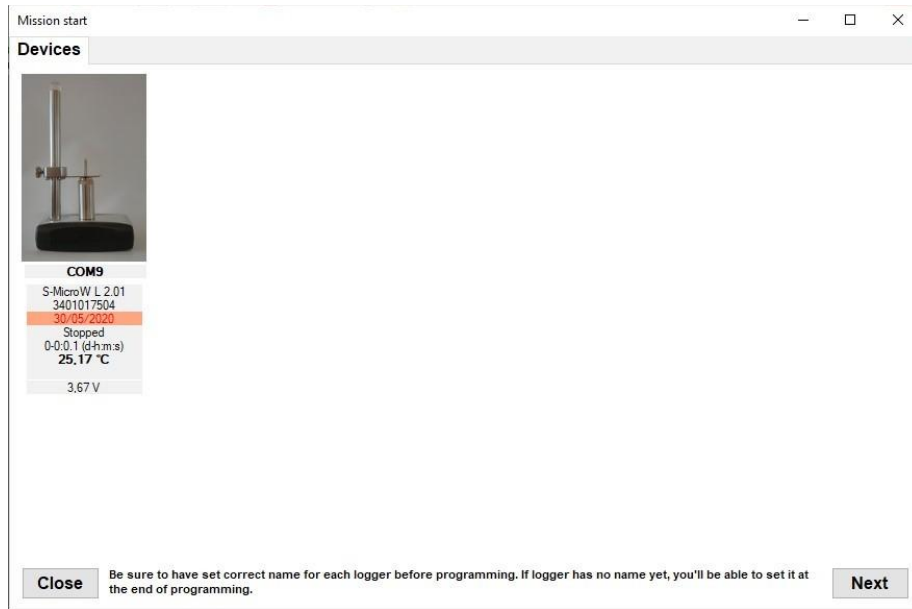 Mission start
Devices
COM9
S-MicroW L 2.01
3401017504
30/05/2020
Stopped
0-0:0.1 (d-h:m:s)
25,17 °C
3,67 V
Close
Be sure to have set correct name for each logger before programming. If logger has no name yet, you'll be able to set it at
the end of programming.
Next